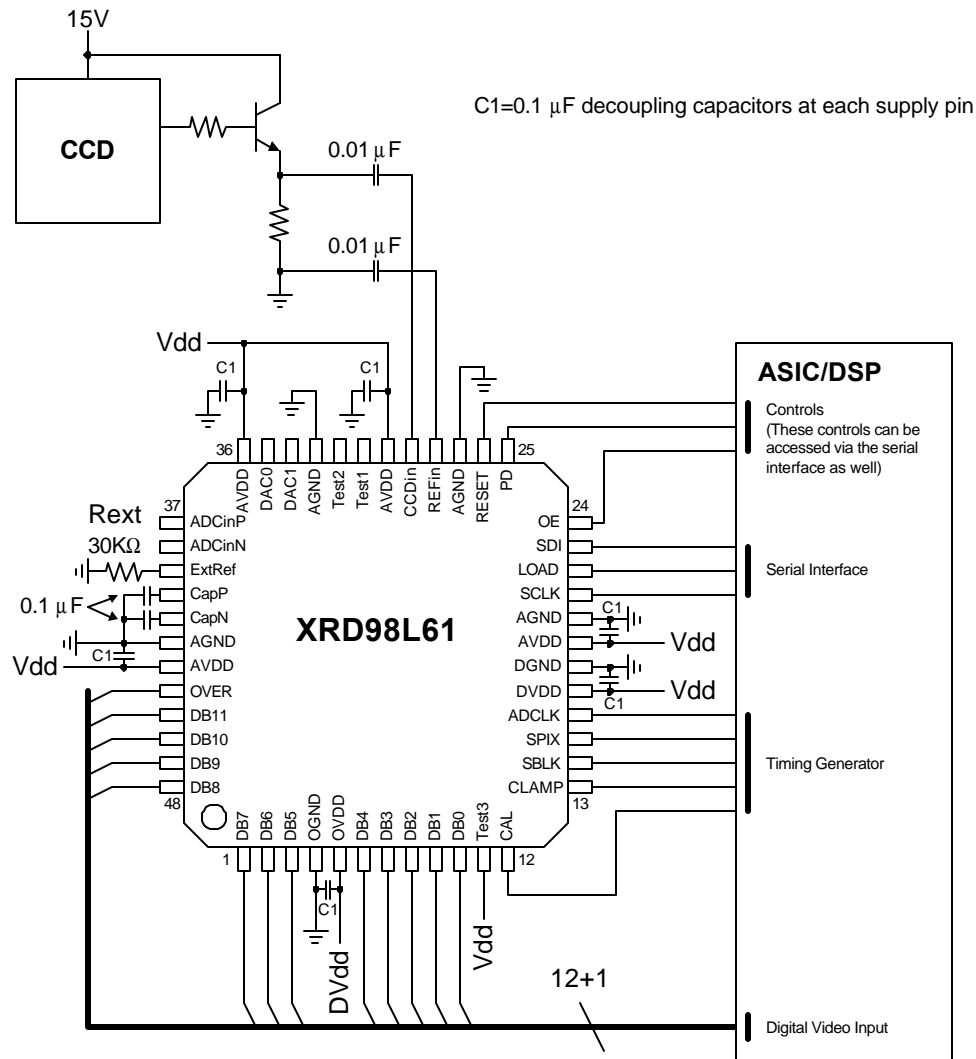 15V
C1=0.1 μF decoupling capacitors at each supply pin
CCD
0.01 μF
0.01 μF
Vdd
C1
C1
ASIC/DSP
Controls
(These controls can be
accessed via the serial
interface as well)
36
25
AVDD
DAC0
DAC1
AGND
Test2
Test1
AVDD
CCDin
REFin
AGND
RESET
PD
37
24
Rext
30KΩ
0.1 μF
C1
Vdd
ADCinP
ADCinN
ExtRef
CapP
CapN
AGND
AVDD
OVER
DB11
DB10
DB9
DB8
48
XRD98L61
OE
SDI
LOAD
SCLK
AGND
AVDD
DGND
DVDD
ADCLK
SPIX
SBLK
CLAMP
13
C1
Vdd
C1
Vdd
Serial Interface
Timing Generator
DB7
DB6
DB5
OGND
OVDD
DB4
DB3
DB2
DB1
DB0
Test3
CAL
1
12
C1
DVdd
Vdd
12+1
Digital Video Input